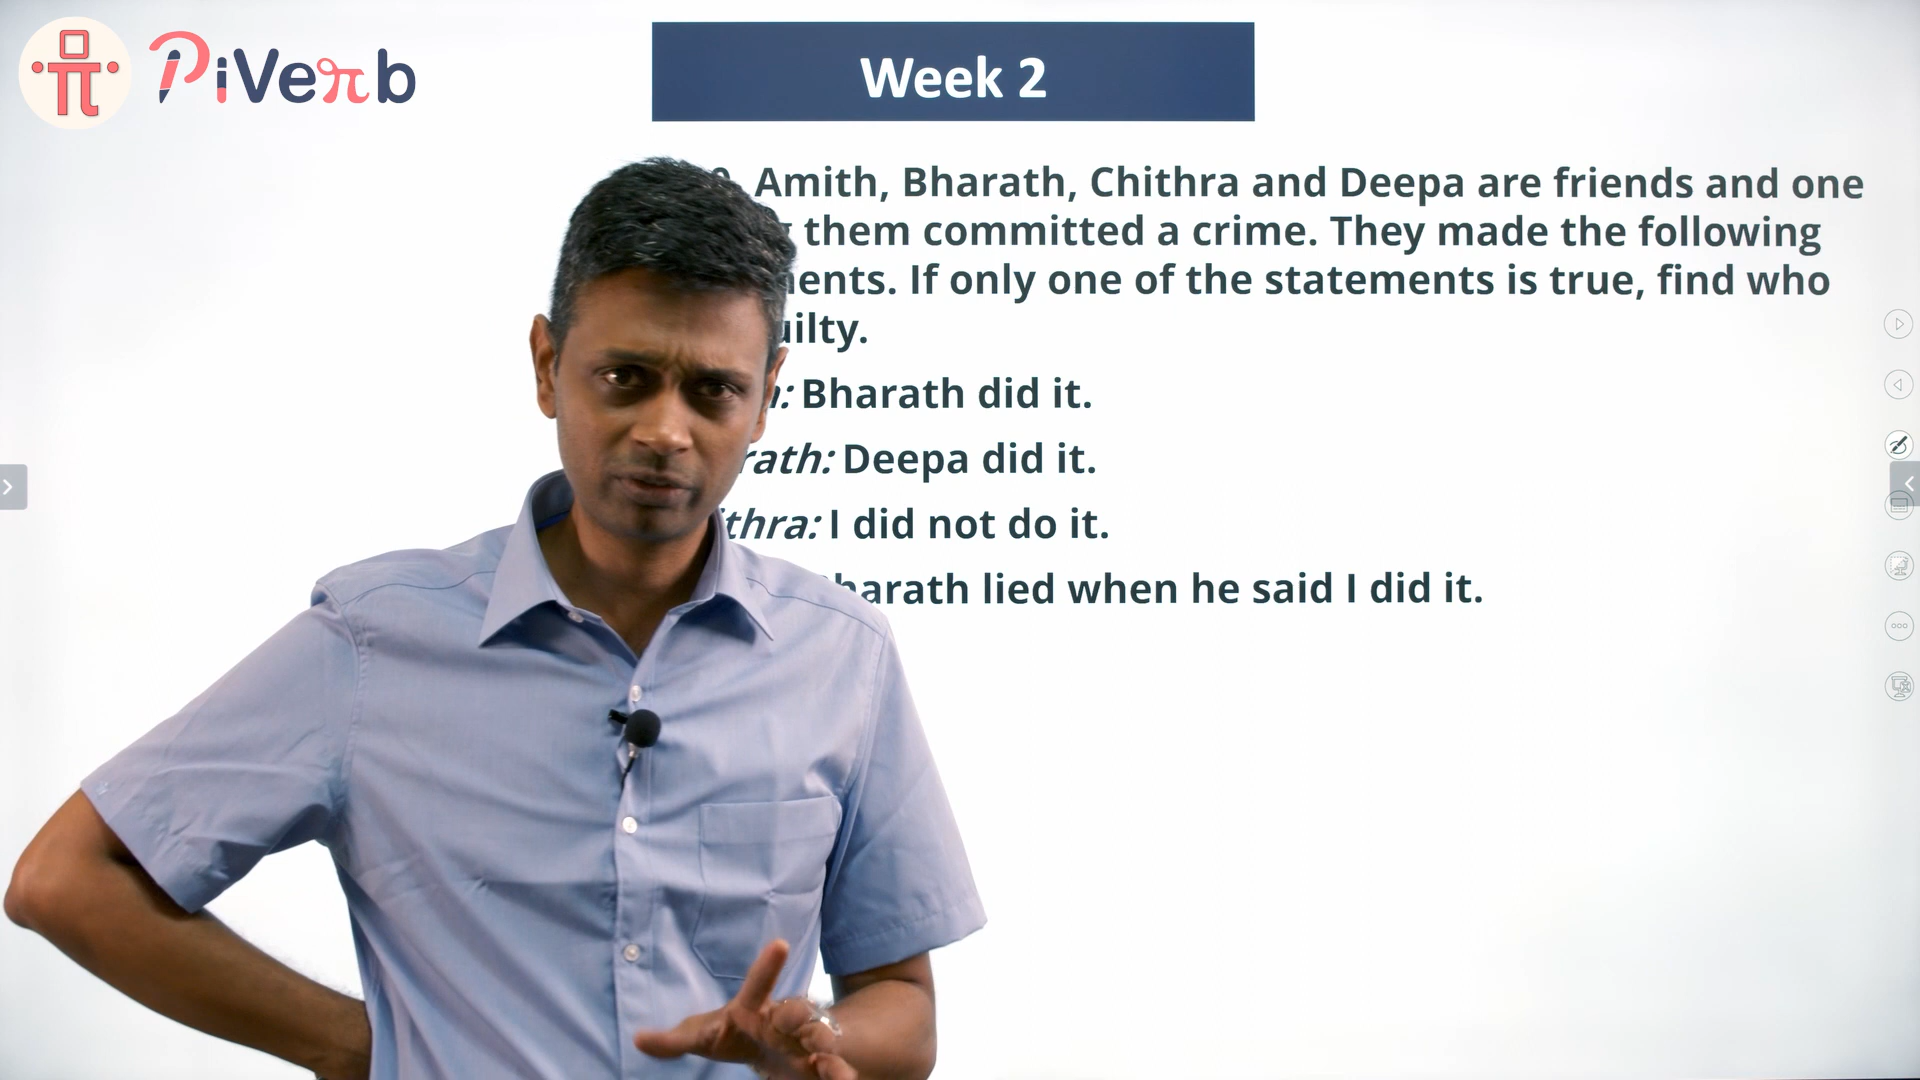 PiVeπb
Week 2
Amith, Bharath, Chithra and Deepa are friends and one
them committed a crime. They made the following
ents. If only one of the statements is true, find who
uilty.
: Bharath did it.
rath: Deepa did it.
thra: I did not do it.
harath lied when he said I did it.